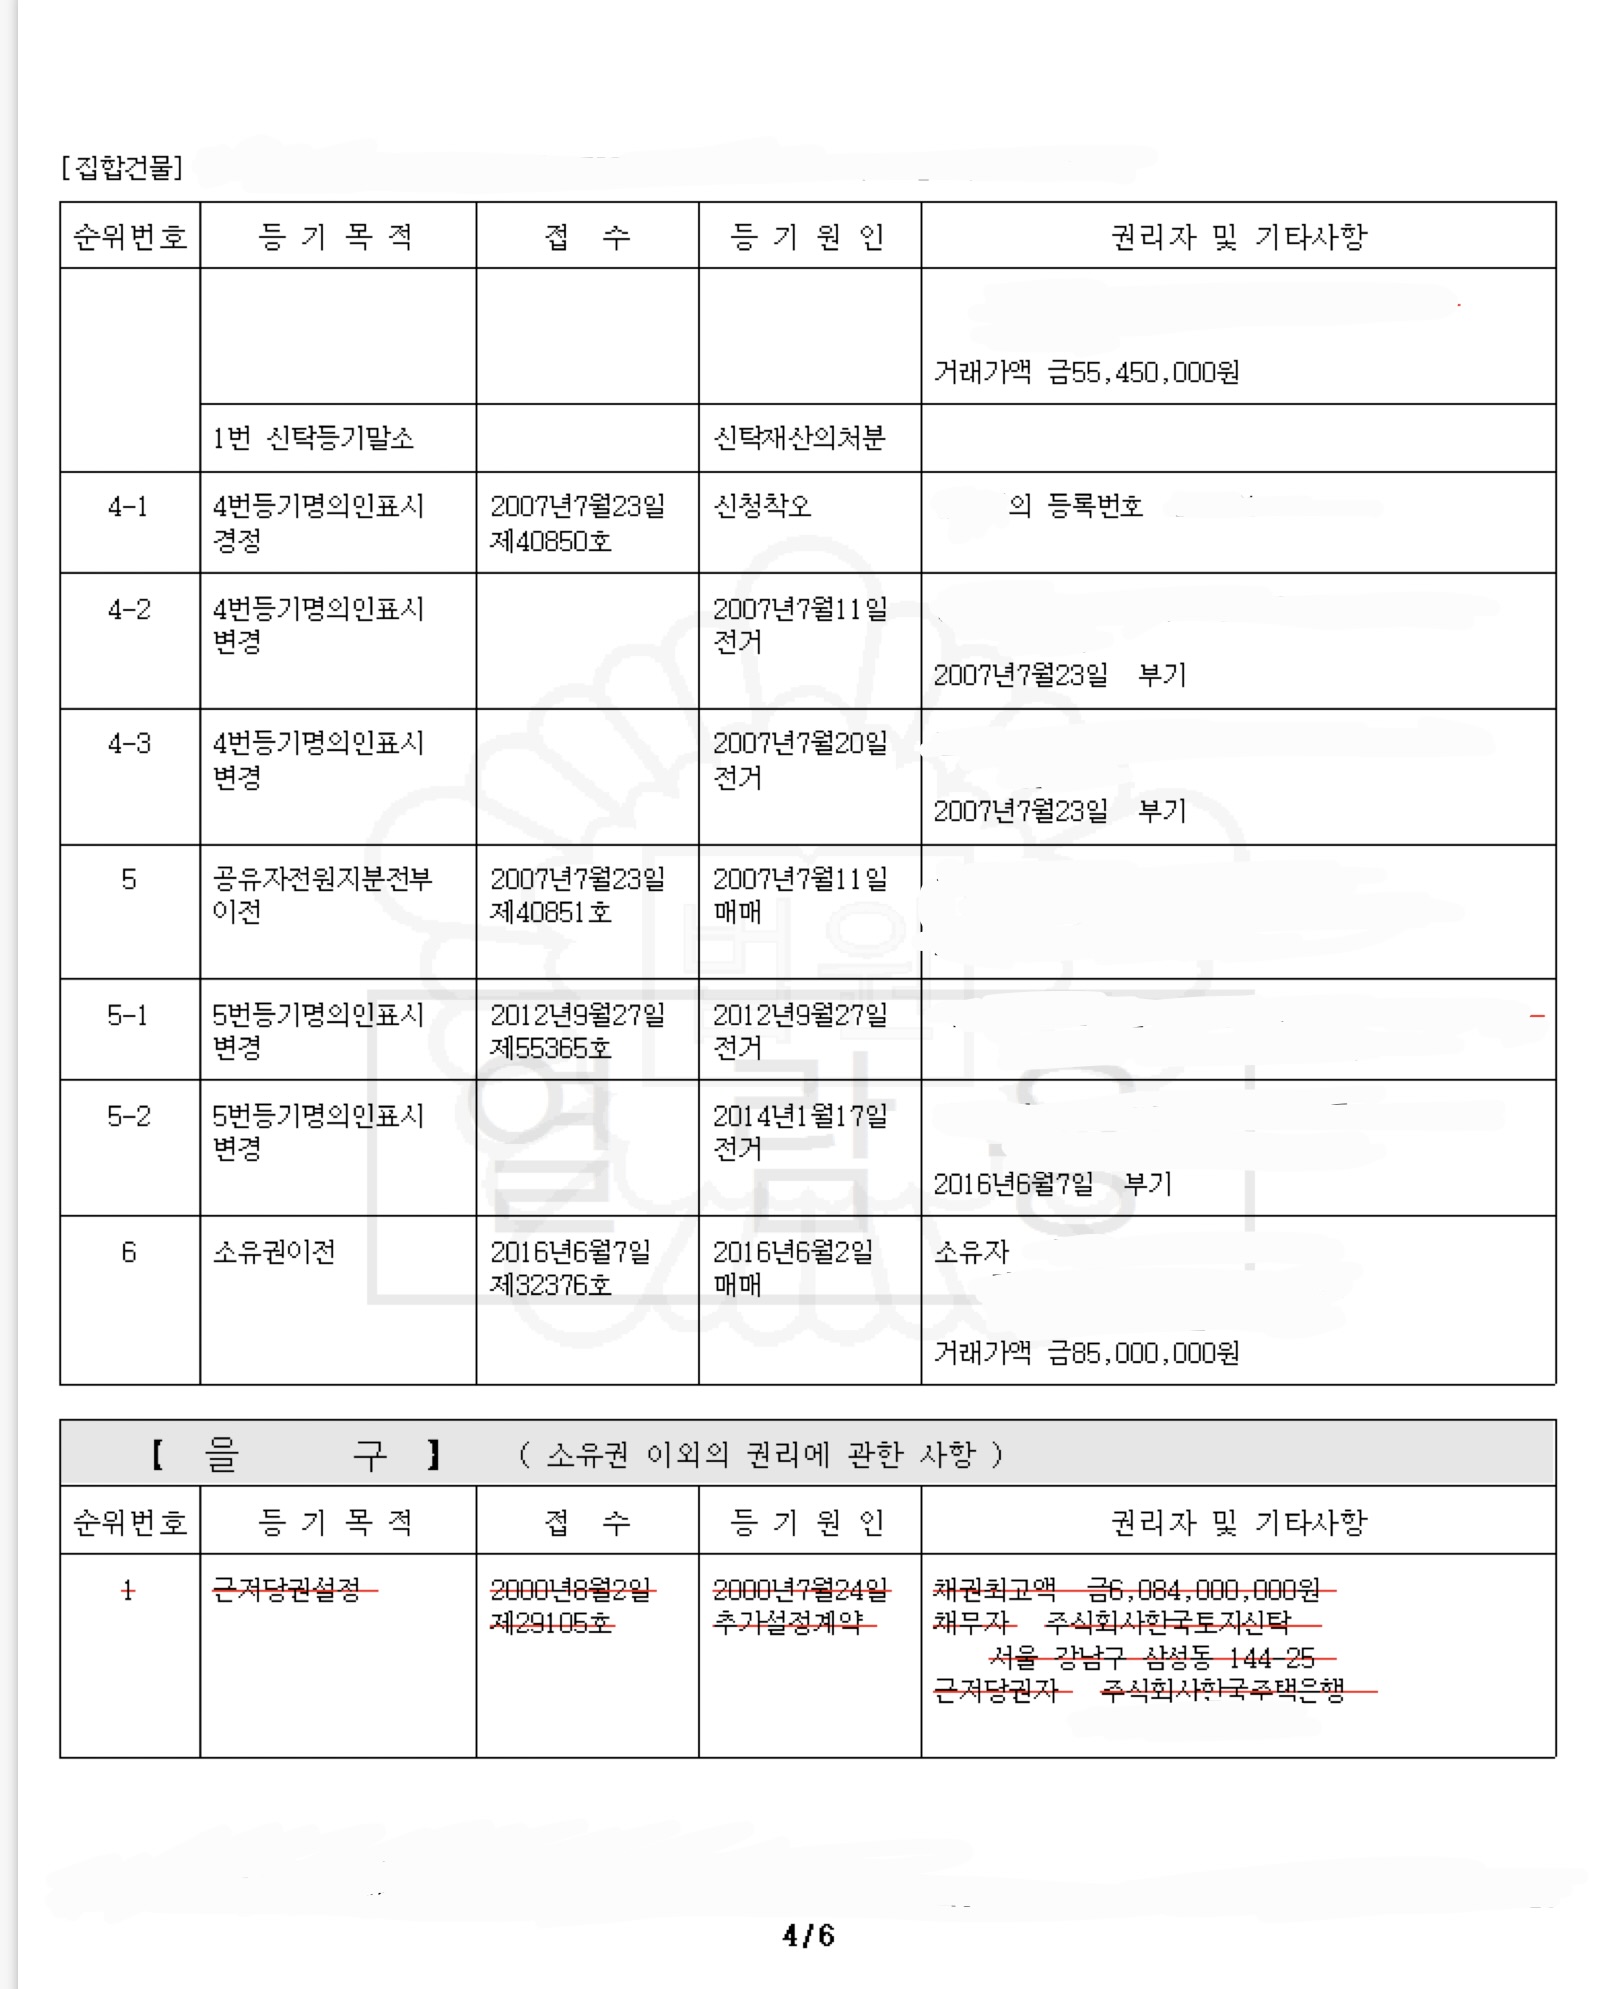 [집합건물]
순위번호 등 기 목 적 접 수 등 기 원 인 권리자 및 기타사항
거래가액 금55,450,000원
1번 신탁등기말소 신탁재산의처분
4-1 4번등기명의인표시 2007년7월23일 신청착오 의 등록번호
경정 제40850호
4-2 4번등기명의인표시 2007년7월11일
변경 전거
2007년7월23일 부기
4-3 4번등기명의인표시 2007년7월20일
변경 전거
2007년7월23일 부기
5 공유자전원지분전부 2007년7월23일 2007년7월11일
이전 제40851호 매매
5-1 5번등기명의인표시 2012년9월27일 2012년9월27일
변경 제55365호 전거
5-2 5번등기명의인표시 2014년1월17일
변경 전거
2016년6월7일 부기
6 소유권이전 2016년6월7일 2016년6월2일 소유자
제32376호 매매
거래가액 금85,000,000원
법원
열람용
【 을 구 】 ( 소유권 이외의 권리에 관한 사항 )
순위번호 등 기 목 적 접 수 등 기 원 인 권리자 및 기타사항
1 근저당권설정 2000년8월2일 2000년7월24일 채권최고액 금6,084,000,000원
제29105호 추가설정계약 채무자 주식회사한국토지신탁
서울 강남구 삼성동 144-25
근저당권자 주식회사한국주택은행
4/6